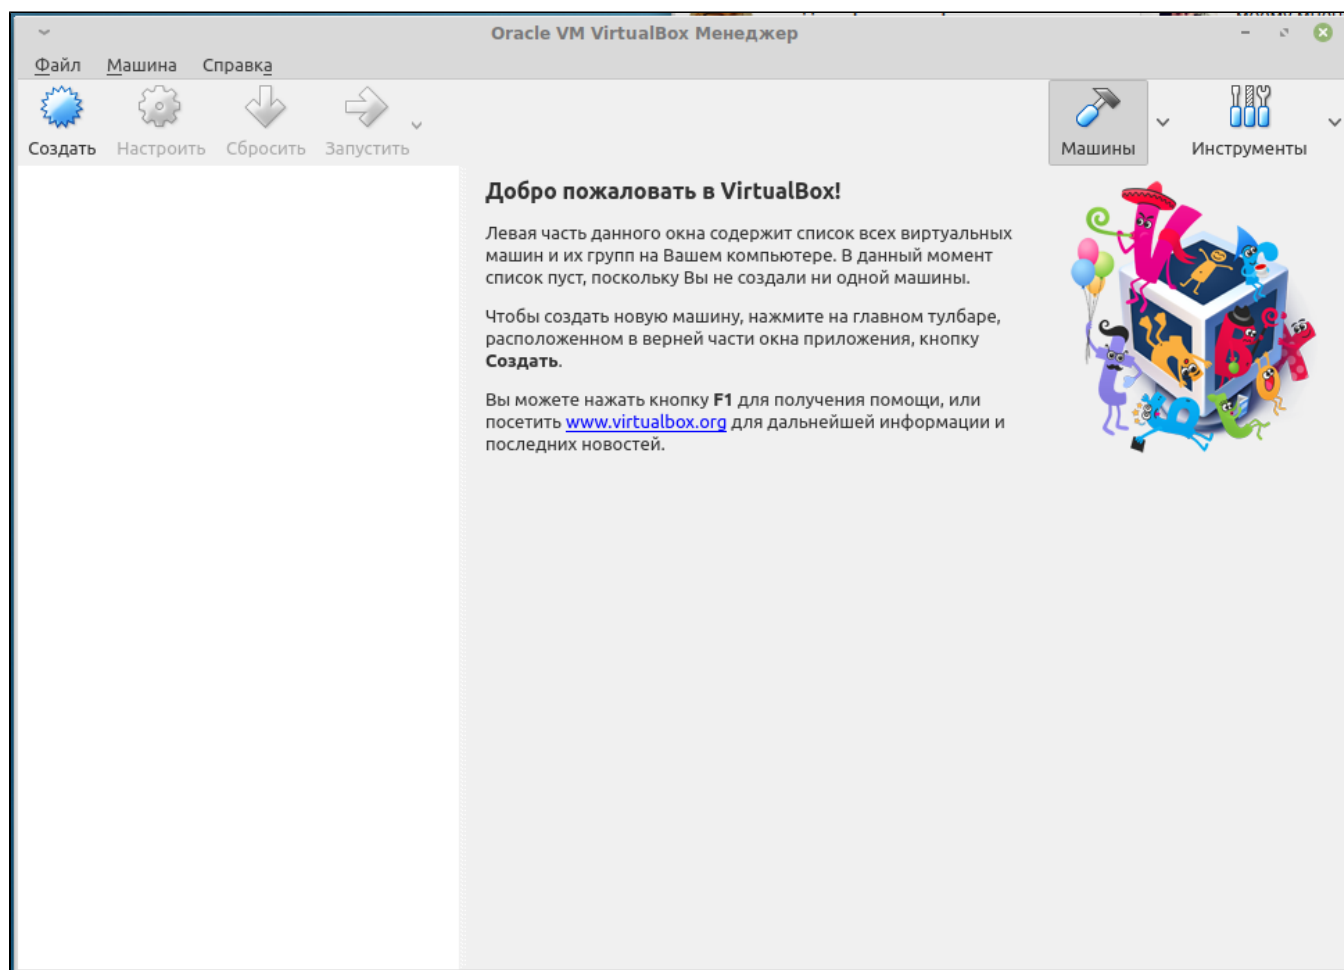 Oracle VM VirtualBox Менеджер
Файл Машина Справка
Создать Настроить Сбросить Запустить Машины Инструменты
Добро пожаловать в VirtualBox!
Левая часть данного окна содержит список всех виртуальных
машин и их групп на Вашем компьютере. В данный момент
список пуст, поскольку Вы не создали ни одной машины.
Чтобы создать новую машину, нажмите на главном тулбаре,
расположенном в верней части окна приложения, кнопку
Создать.
Вы можете нажать кнопку F1 для получения помощи, или
посетить www.virtualbox.org для дальнейшей информации и
последних новостей.